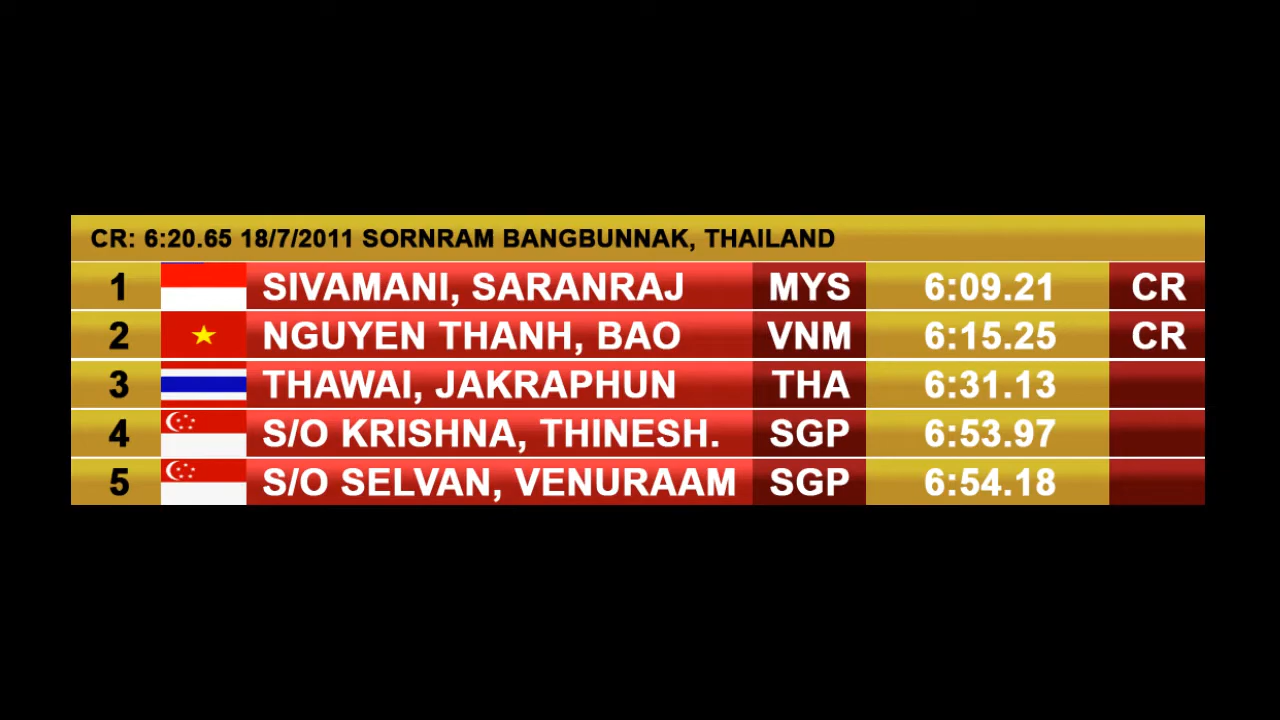 CR: 6:20.65 18/7/2011 SORNRAM BANGBUNNAK, THAILAND
1 SIVAMANI, SARANRAJ MYS 6:09.21 CR
2 NGUYEN THANH, BAO VNM 6:15.25 CR
3 THAWAI, JAKRAPHUN THA 6:31.13
4 S/O KRISHNA, THINESH. SGP 6:53.97
5 S/O SELVAN, VENURAAM SGP 6:54.18